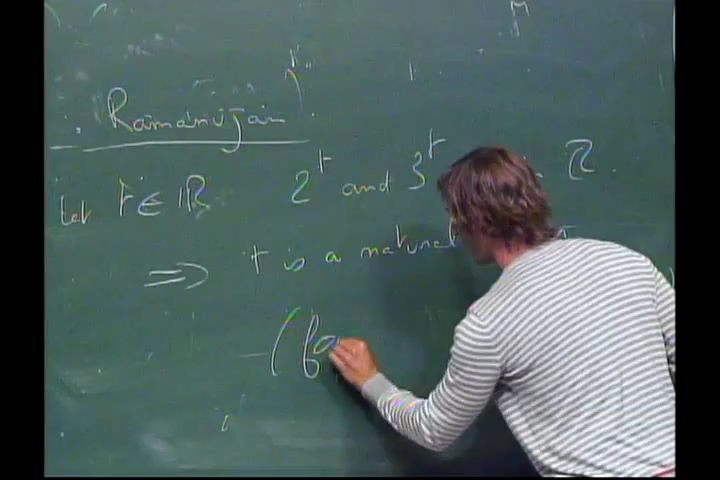 Ramanujan
Let t ∈ ℝ 2^t and 3^t ℤ
⇒ t is a natural
(